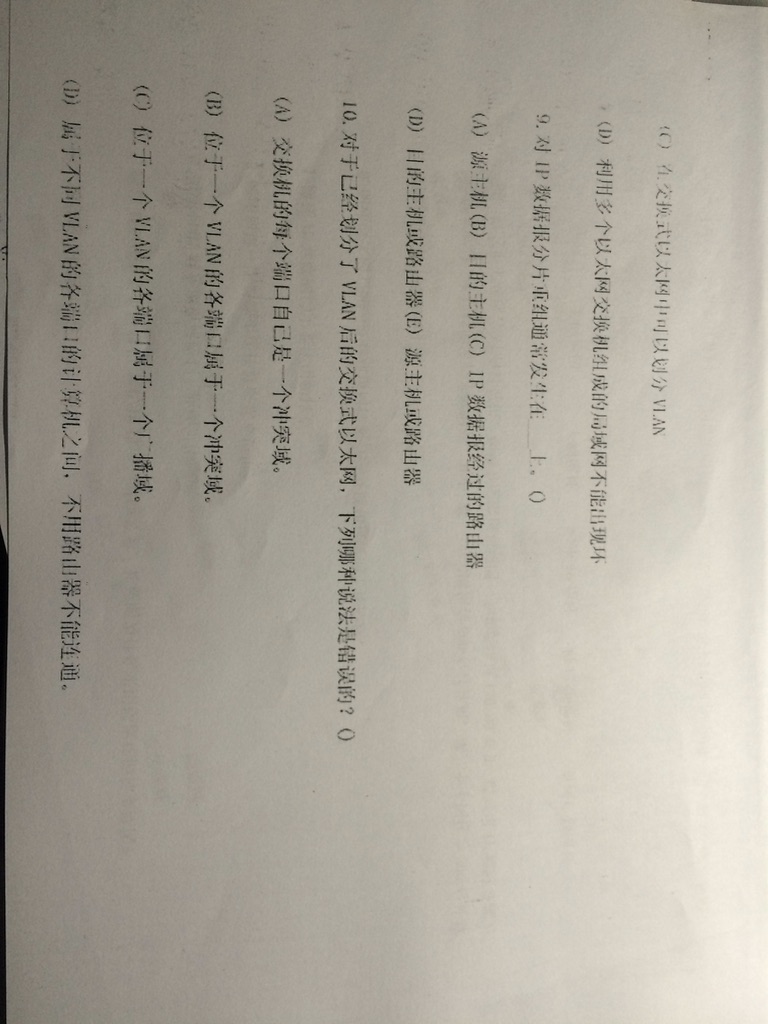 (C) 在交换式以太网中可以划分 VLAN
(D) 利用多个以太网交换机组成的局域网不能出现环
9. 对 IP 数据报分片重组通常发生在___上。()
(A) 源主机(B) 目的主机(C) IP 数据报经过的路由器
(D) 目的主机或路由器(E) 源主机或路由器
10. 对于已经划分了 VLAN 后的交换式以太网，下列哪种说法是错误的？()
(A) 交换机的每个端口自己是一个冲突域。
(B) 位于一个 VLAN 的各端口属于一个冲突域。
(C) 位于一个 VLAN 的各端口属于一个广播域。
(D) 属于不同 VLAN 的各端口的计算机之间，不用路由器不能连通。